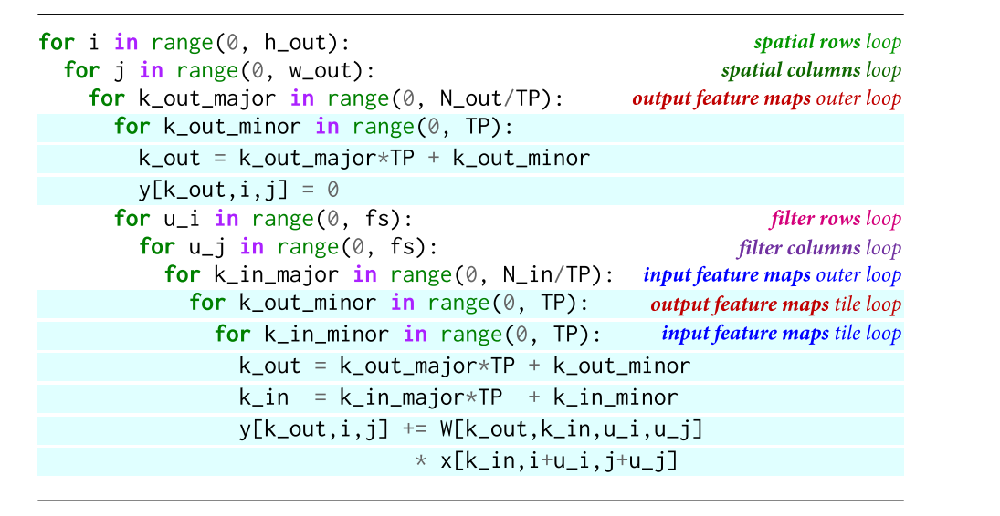 for i in range(0, h_out): spatial rows loop
  for j in range(0, w_out): spatial columns loop
    for k_out_major in range(0, N_out/TP): output feature maps outer loop
      for k_out_minor in range(0, TP):
        k_out = k_out_major*TP + k_out_minor
        y[k_out,i,j] = 0
      for u_i in range(0, fs): filter rows loop
        for u_j in range(0, fs): filter columns loop
          for k_in_major in range(0, N_in/TP): input feature maps outer loop
            for k_out_minor in range(0, TP): output feature maps tile loop
              for k_in_minor in range(0, TP): input feature maps tile loop
                k_out = k_out_major*TP + k_out_minor
                k_in  = k_in_major*TP  + k_in_minor
                y[k_out,i,j] += W[k_out,k_in,u_i,u_j]
                              * x[k_in,i+u_i,j+u_j]